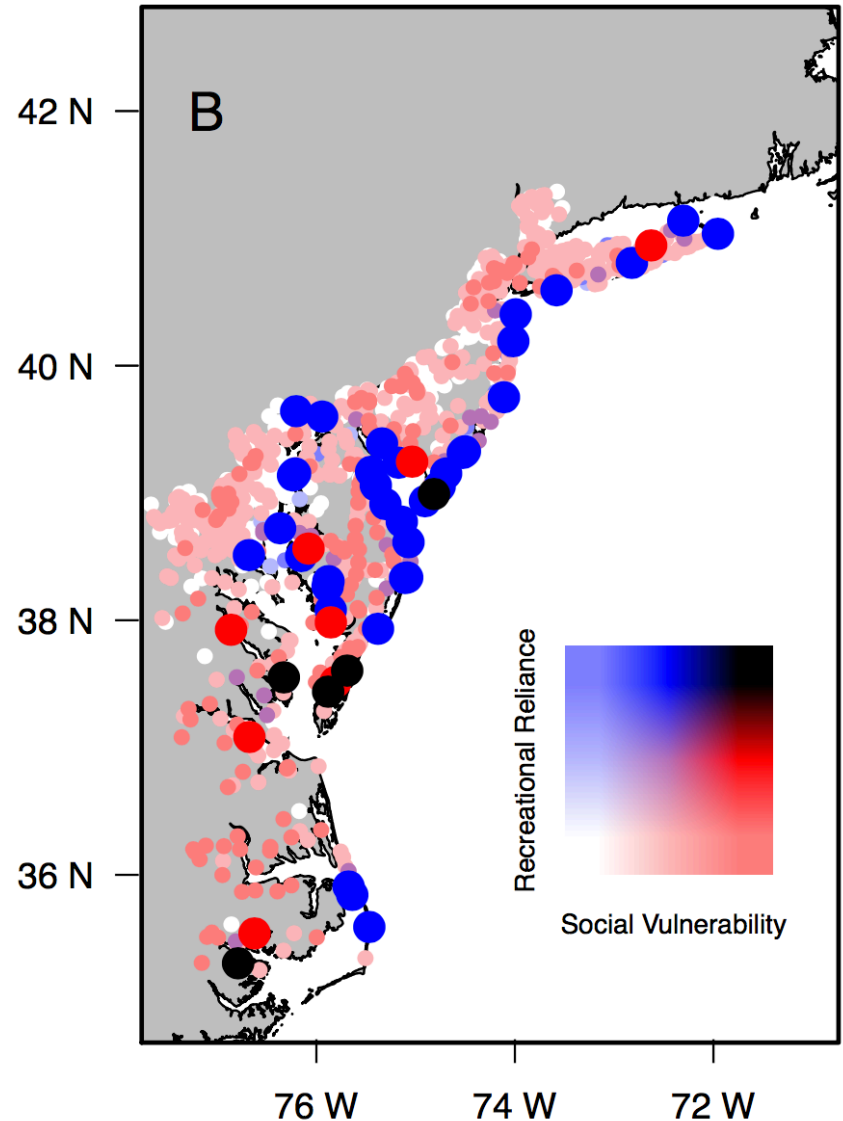 B
42 N
40 N
38 N
36 N
Recreational Reliance
Social Vulnerability
76 W 74 W 72 W